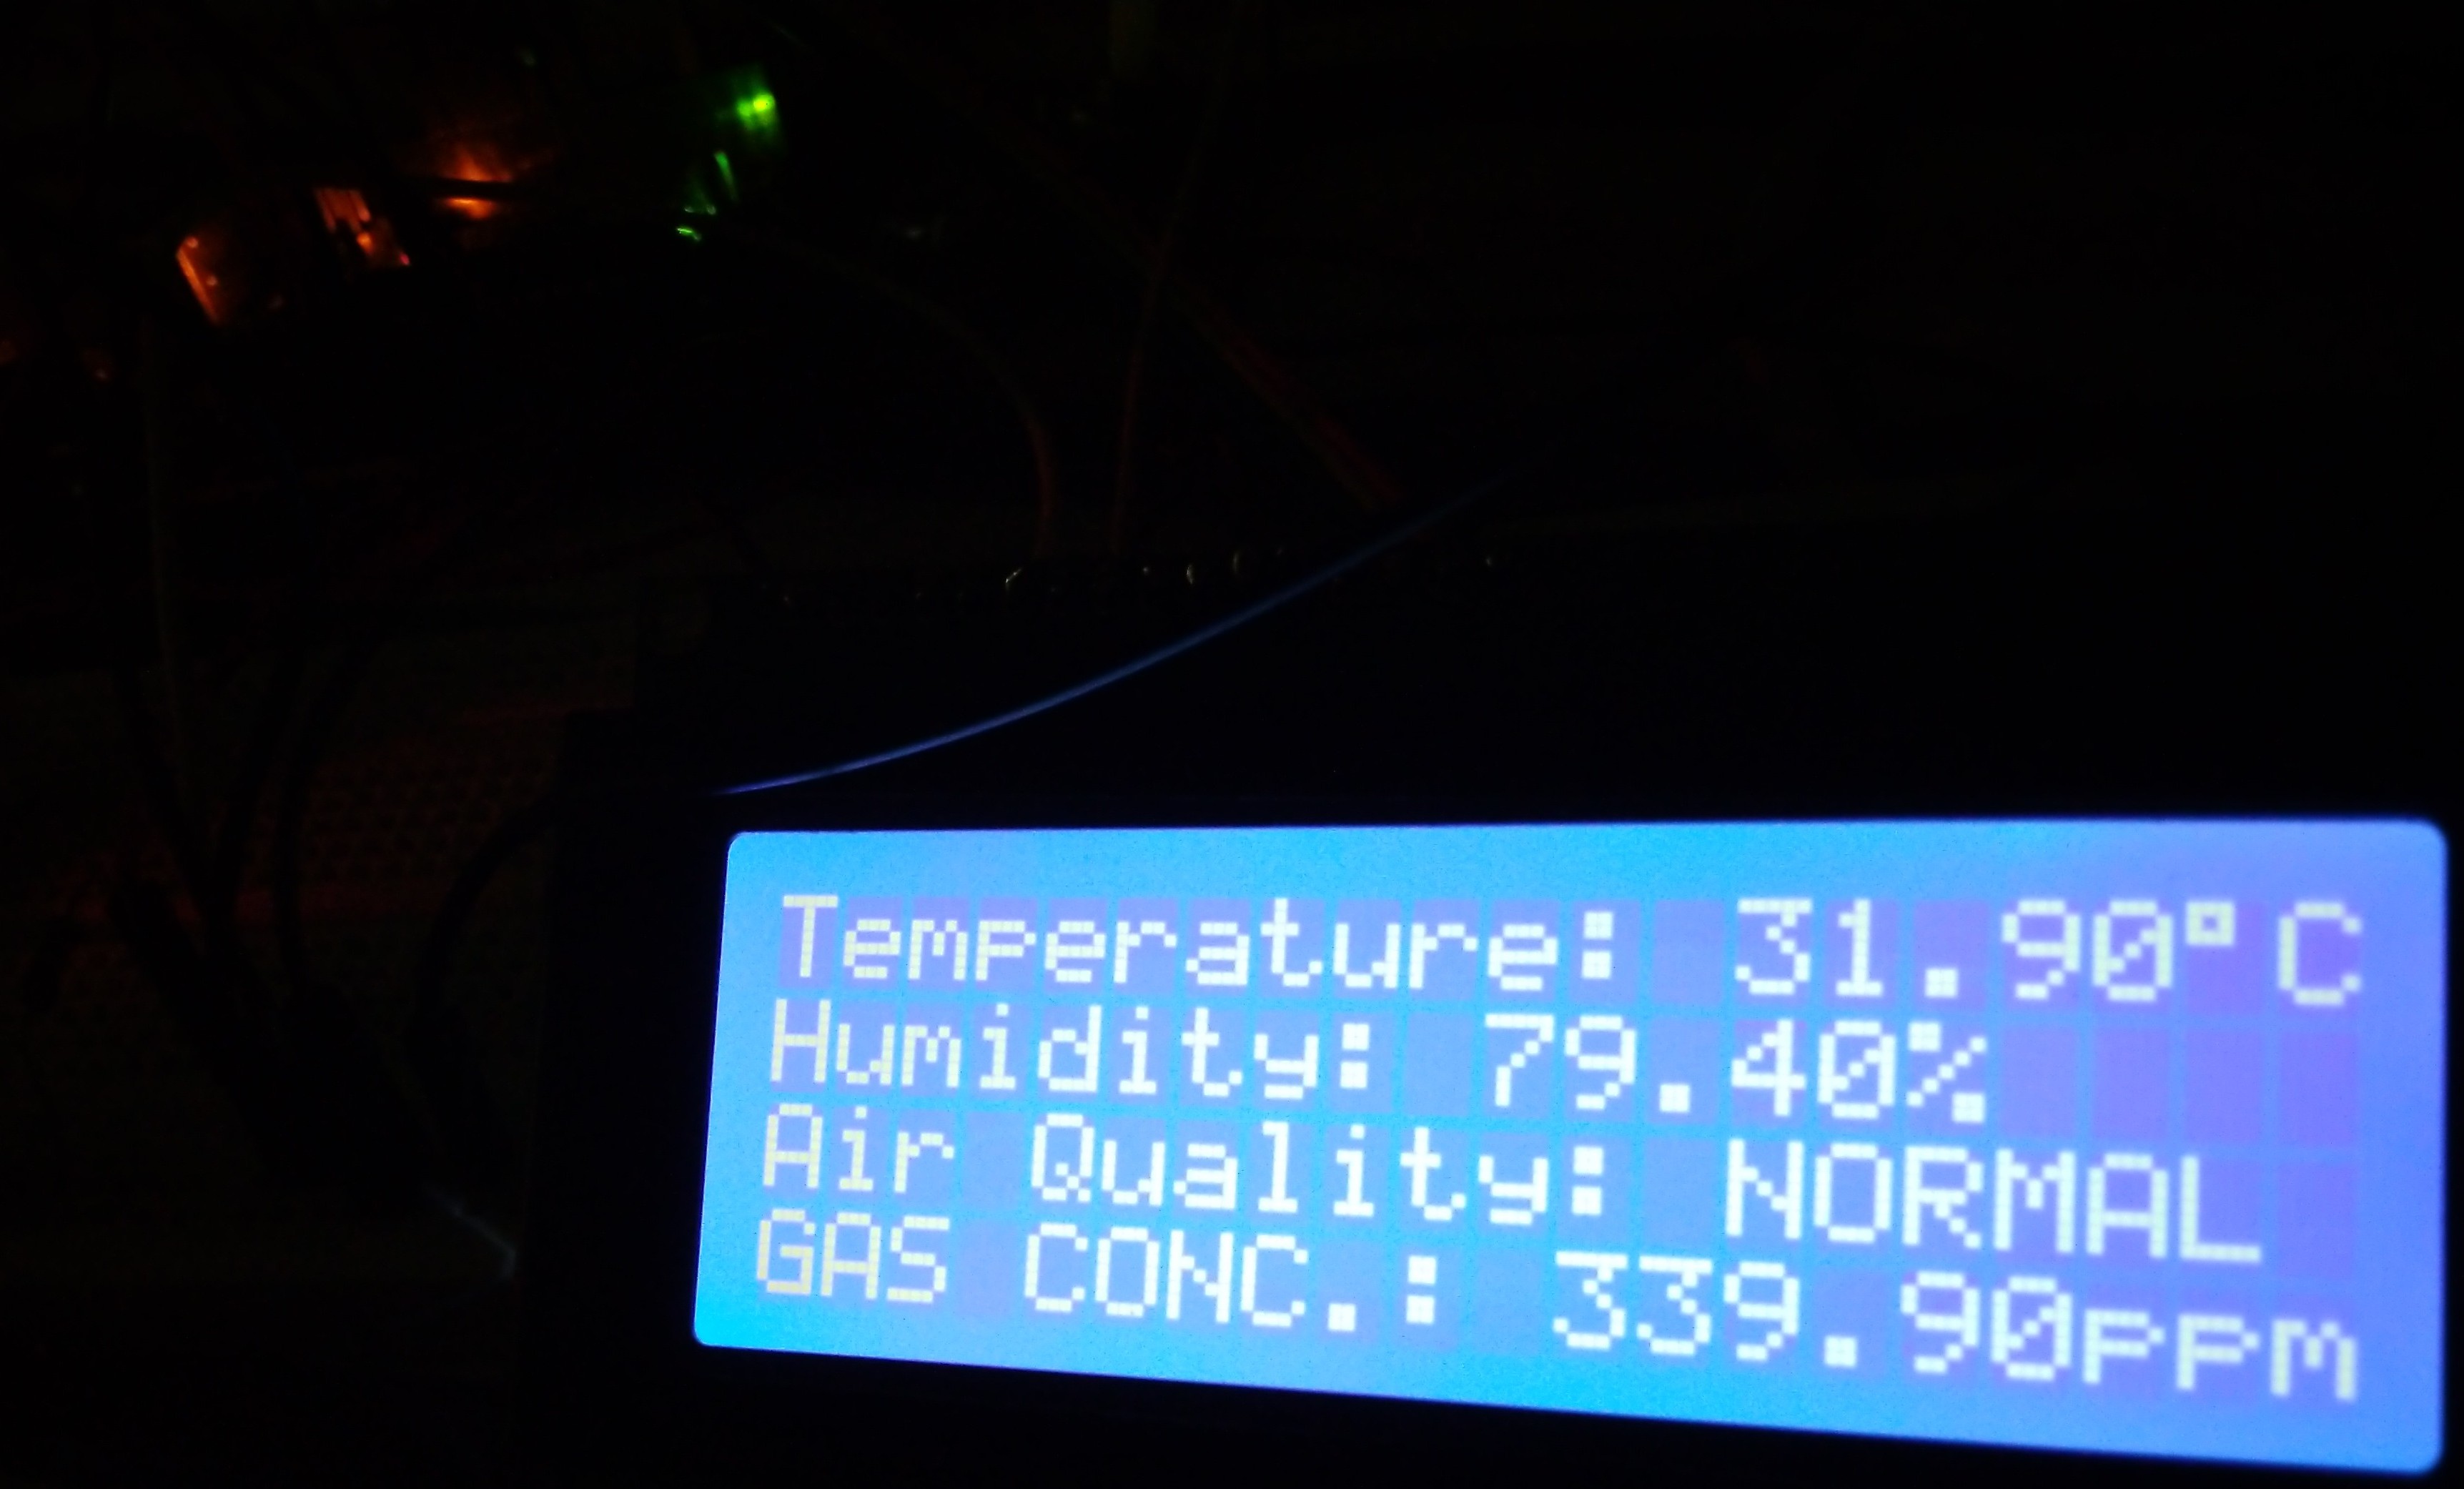 Temperature: 31.90°C
Humidity: 79.40%
Air Quality: NORMAL
GAS CONC.: 339.90ppm